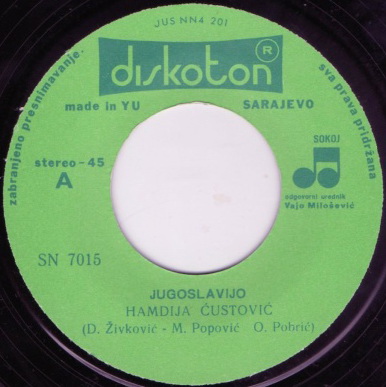 JUS NN4 201
diskoton ®
zabranjeno presnimavanje.
sva prava pridržana
made in YU
SARAJEVO
stereo - 45
A
SOKOJ
odgovorni urednik
Vajo Milošević
SN 7015
JUGOSLAVIJO
HAMDIJA ĆUSTOVIĆ
(D. Živković - M. Popović O. Pobrić)